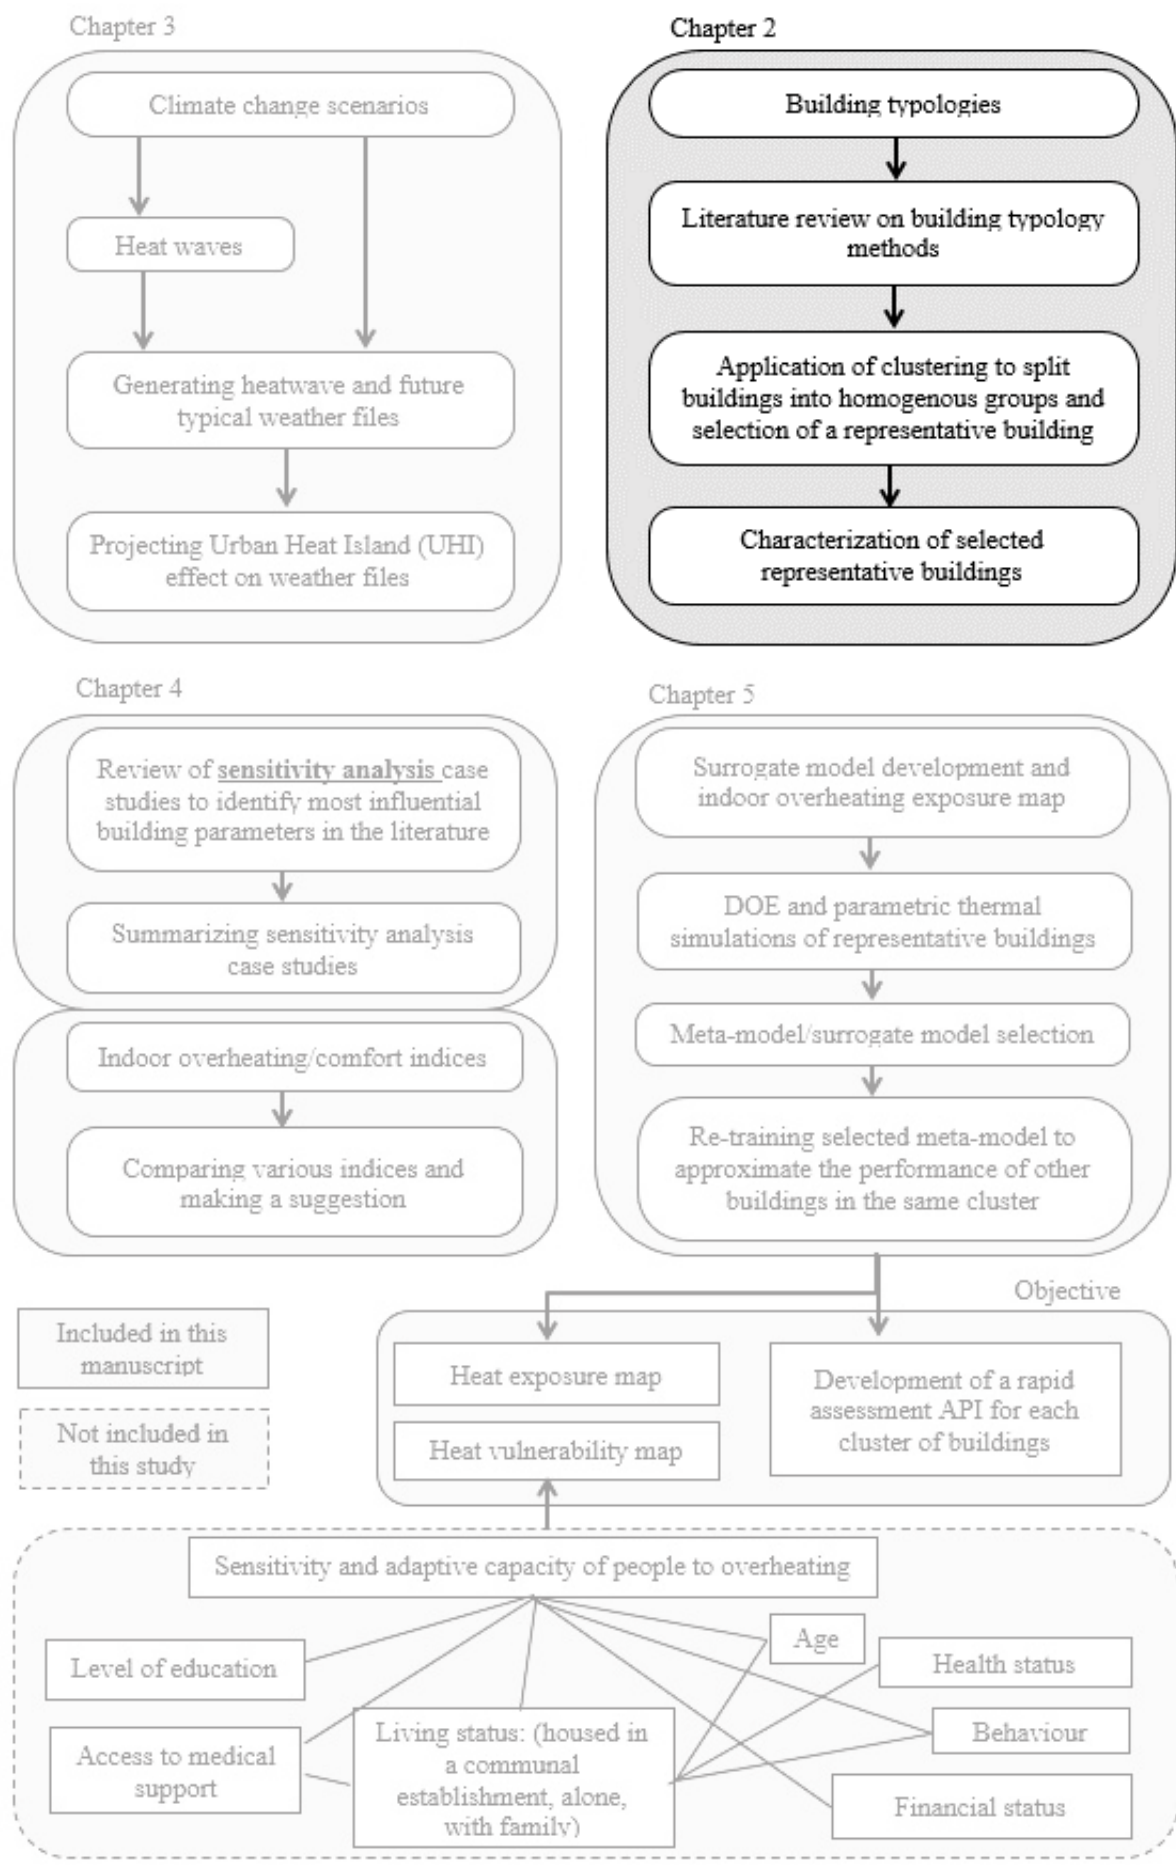 Chapter 3
Climate change scenarios
Heat waves
Generating heatwave and future
typical weather files
Projecting Urban Heat Island (UHI)
effect on weather files
Chapter 2
Building typologies
Literature review on building typology
methods
Application of clustering to split
buildings into homogenous groups and
selection of a representative building
Characterization of selected
representative buildings
Chapter 4
Review of sensitivity analysis case
studies to identify most influential
building parameters in the literature
Summarizing sensitivity analysis
case studies
Indoor overheating/comfort indices
Comparing various indices and
making a suggestion
Chapter 5
Surrogate model development and
indoor overheating exposure map
DOE and parametric thermal
simulations of representative buildings
Meta-model/surrogate model selection
Re-training selected meta-model to
approximate the performance of other
buildings in the same cluster
Included in this
manuscript
Not included in
this study
Objective
Heat exposure map
Heat vulnerability map
Development of a rapid
assessment API for each
cluster of buildings
Sensitivity and adaptive capacity of people to overheating
Level of education
Access to medical
support
Living status: (housed in
a communal
establishment, alone,
with family)
Age
Health status
Behaviour
Financial status